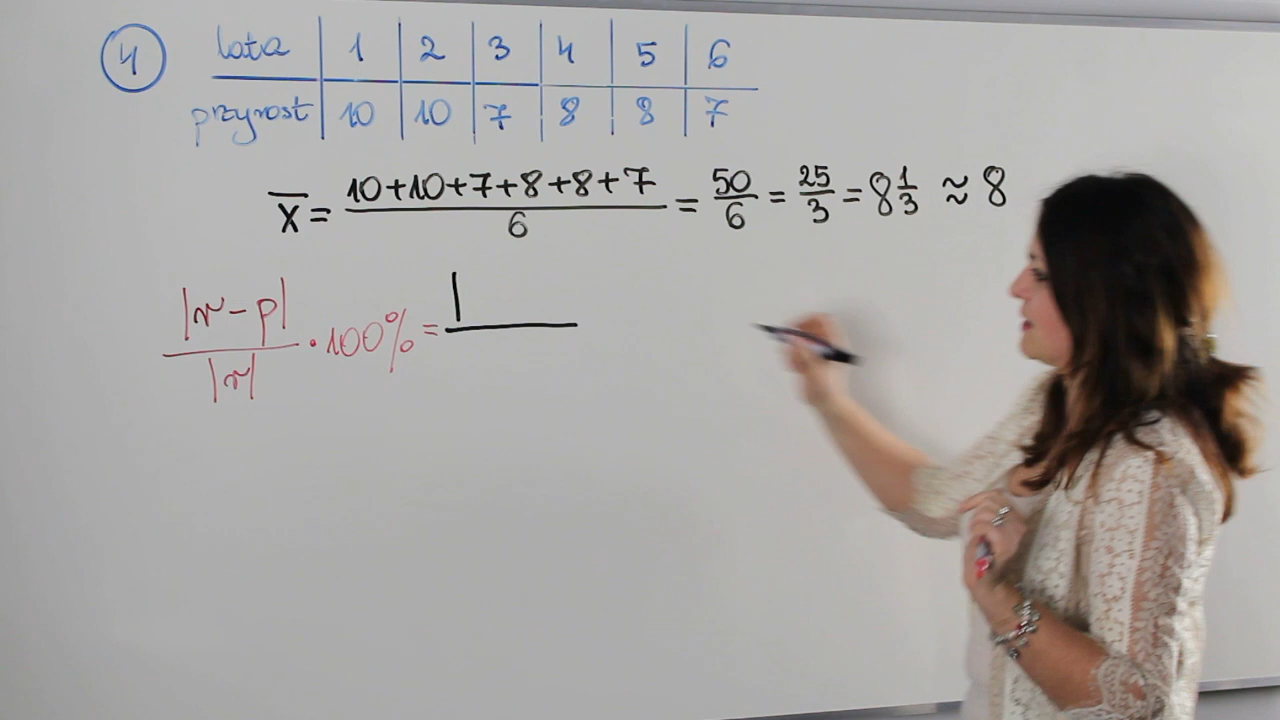 4 lata 1 2 3 4 5 6
przyrost 10 10 7 8 8 7
x̄ = 10+10+7+8+8+7 / 6 = 50/6 = 25/3 = 8 1/3 ≈ 8
|r-p| / |r| · 100% = |